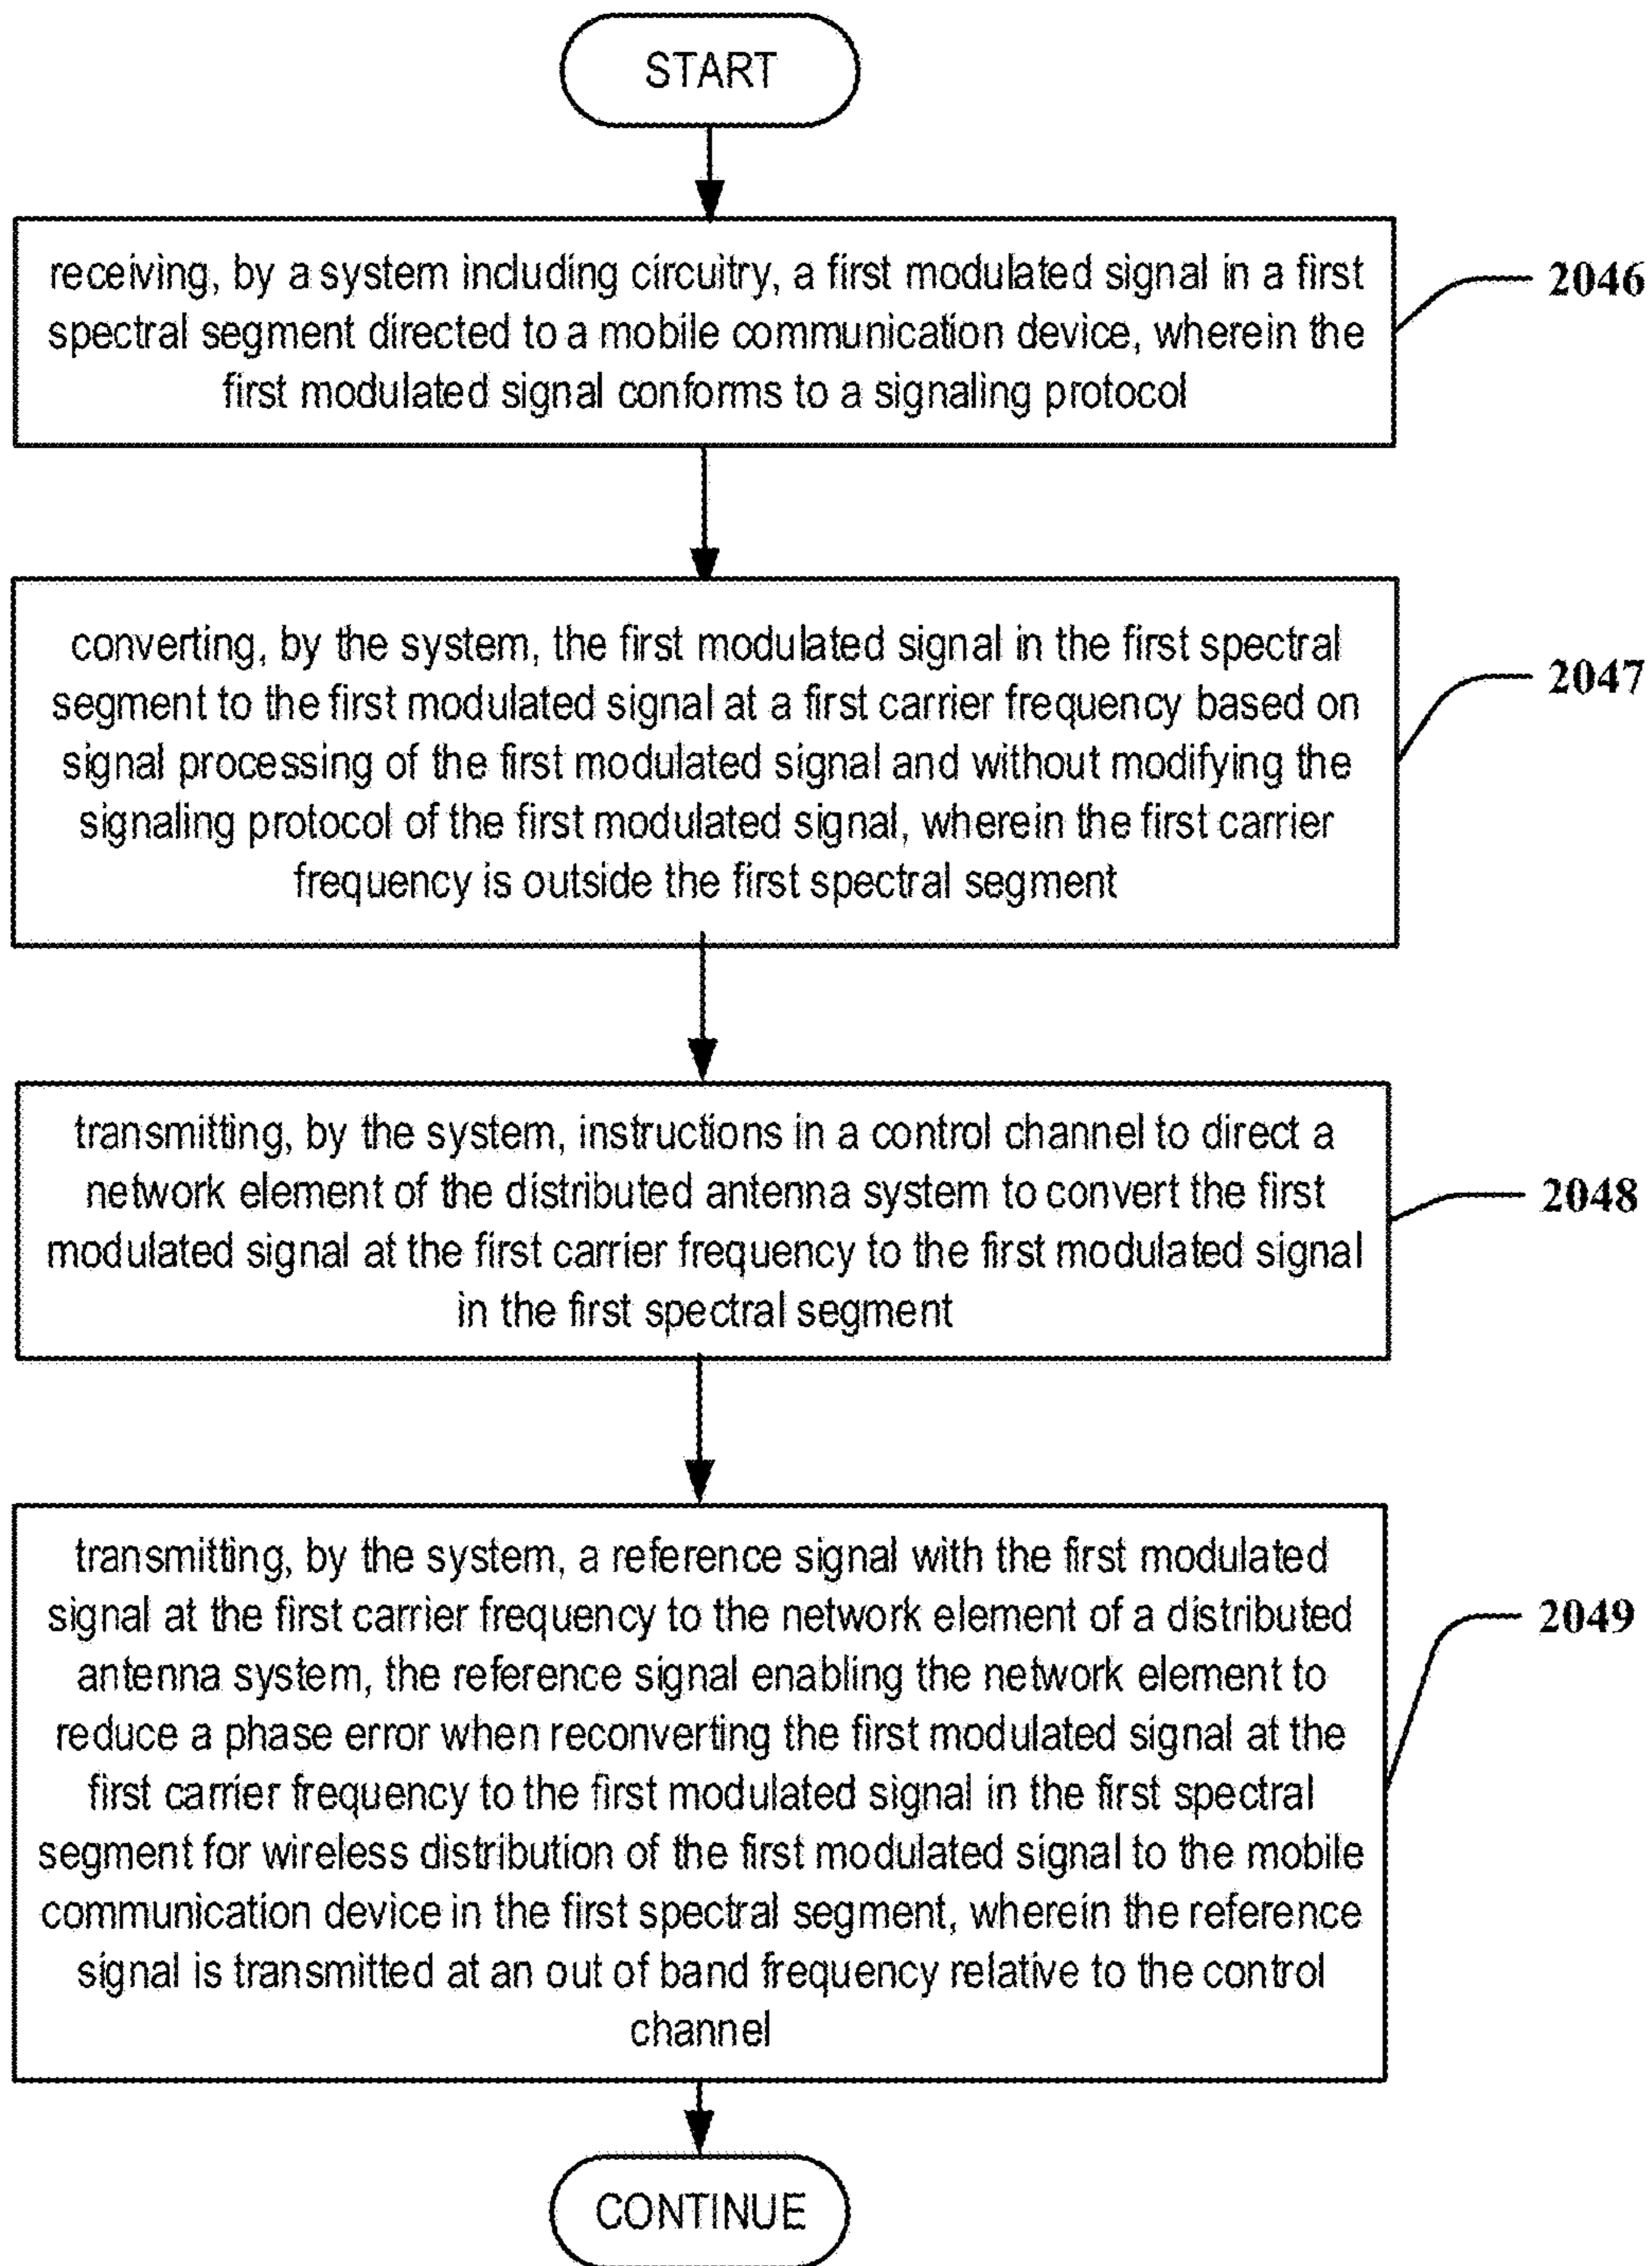 START
receiving, by a system including circuitry, a first modulated signal in a first
spectral segment directed to a mobile communication device, wherein the
first modulated signal conforms to a signaling protocol
2046
converting, by the system, the first modulated signal in the first spectral
segment to the first modulated signal at a first carrier frequency based on
signal processing of the first modulated signal and without modifying the
signaling protocol of the first modulated signal, wherein the first carrier
frequency is outside the first spectral segment
2047
transmitting, by the system, instructions in a control channel to direct a
network element of the distributed antenna system to convert the first
modulated signal at the first carrier frequency to the first modulated signal
in the first spectral segment
2048
transmitting, by the system, a reference signal with the first modulated
signal at the first carrier frequency to the network element of a distributed
antenna system, the reference signal enabling the network element to
reduce a phase error when reconverting the first modulated signal at the
first carrier frequency to the first modulated signal in the first spectral
segment for wireless distribution of the first modulated signal to the mobile
communication device in the first spectral segment, wherein the reference
signal is transmitted at an out of band frequency relative to the control
channel
2049
CONTINUE